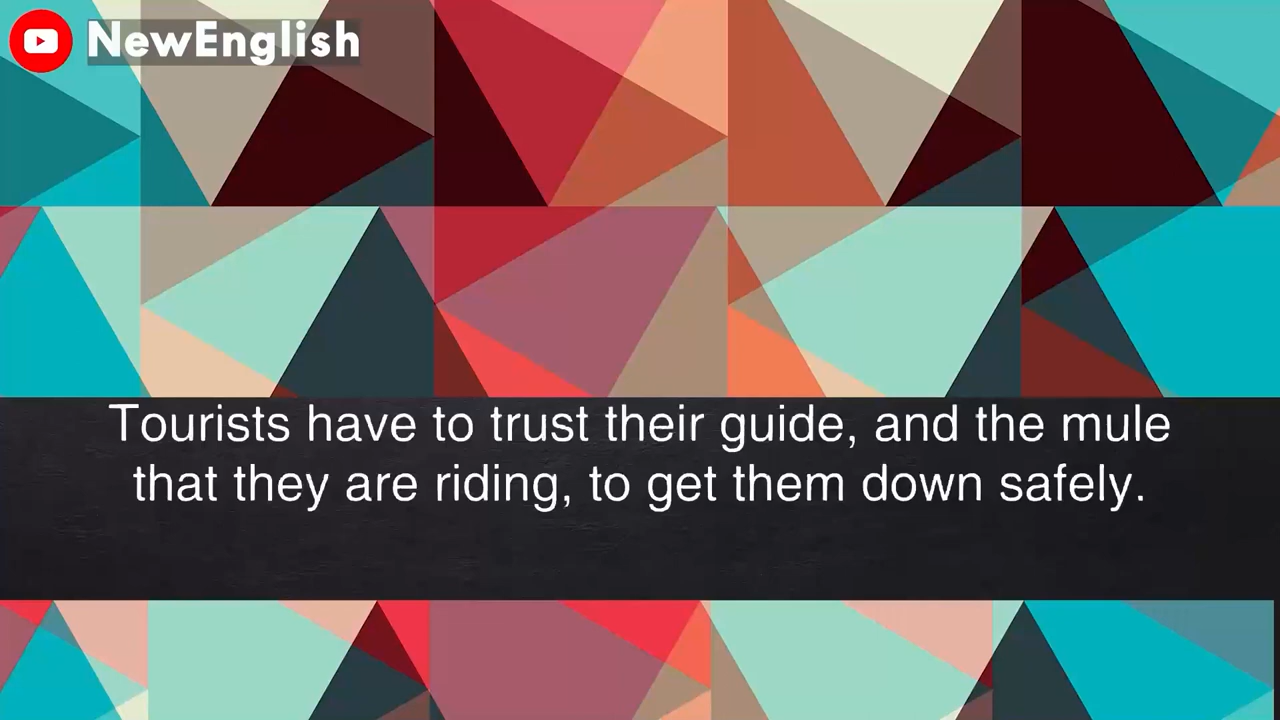 NewEnglish
Tourists have to trust their guide, and the mule
that they are riding, to get them down safely.